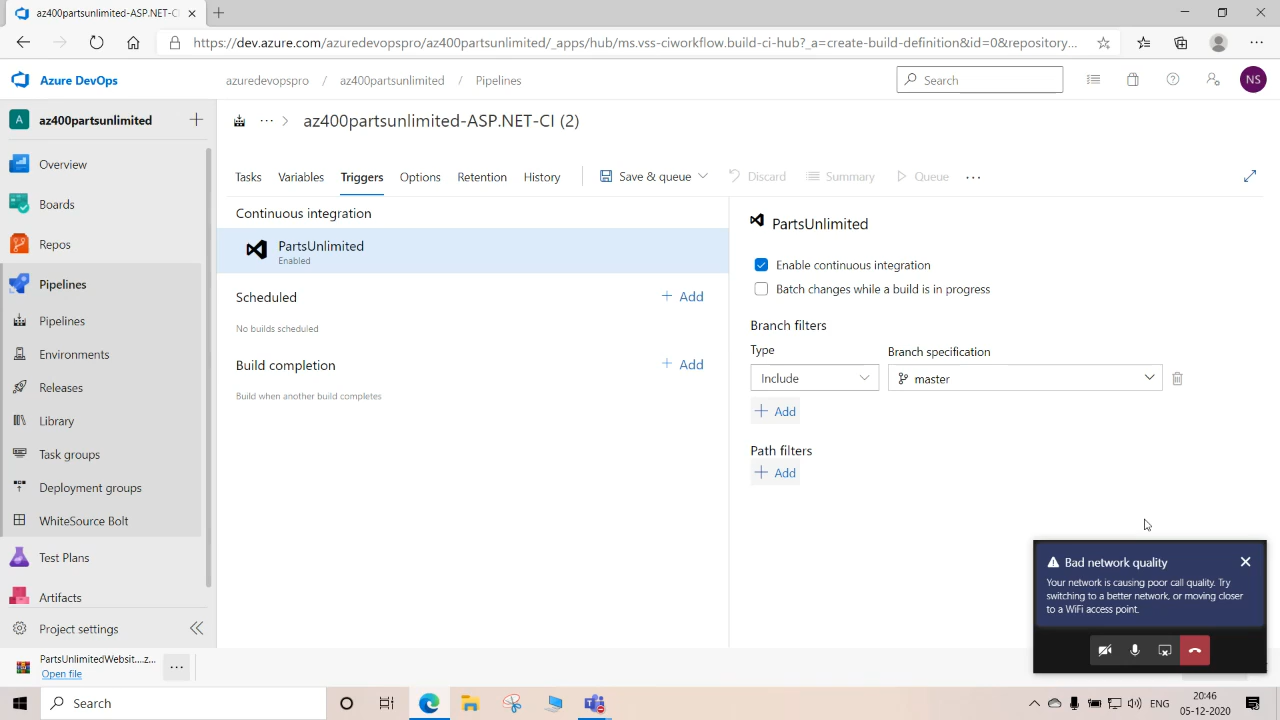 az400partsunlimited-ASP.NET-CI
https://dev.azure.com/azuredevopspro/az400partsunlimited/_apps/hub/ms.vss-ciworkflow.build-ci-hub?_a=create-build-definition&id=0&repository...
Azure DevOps
azuredevopspro / az400partsunlimited / Pipelines
Search
NS
A az400partsunlimited
Overview
Boards
Repos
Pipelines
Pipelines
Environments
Releases
Library
Task groups
Deployment groups
WhiteSource Bolt
Test Plans
Artifacts
Project settings
... > az400partsunlimited-ASP.NET-CI (2)
Tasks Variables Triggers Options Retention History Save & queue Discard Summary Queue ...
Continuous integration
PartsUnlimited
Enabled
Scheduled
+ Add
No builds scheduled
Build completion
+ Add
Build when another build completes
PartsUnlimited
Enable continuous integration
Batch changes while a build is in progress
Branch filters
Type
Branch specification
Include
master
+ Add
Path filters
+ Add
Bad network quality
Your network is causing poor call quality. Try
switching to a better network, or moving closer
to a WiFi access point.
PartsUnlimitedWebsit...z...
Open file
...
Search
ENG
20:46
05-12-2020